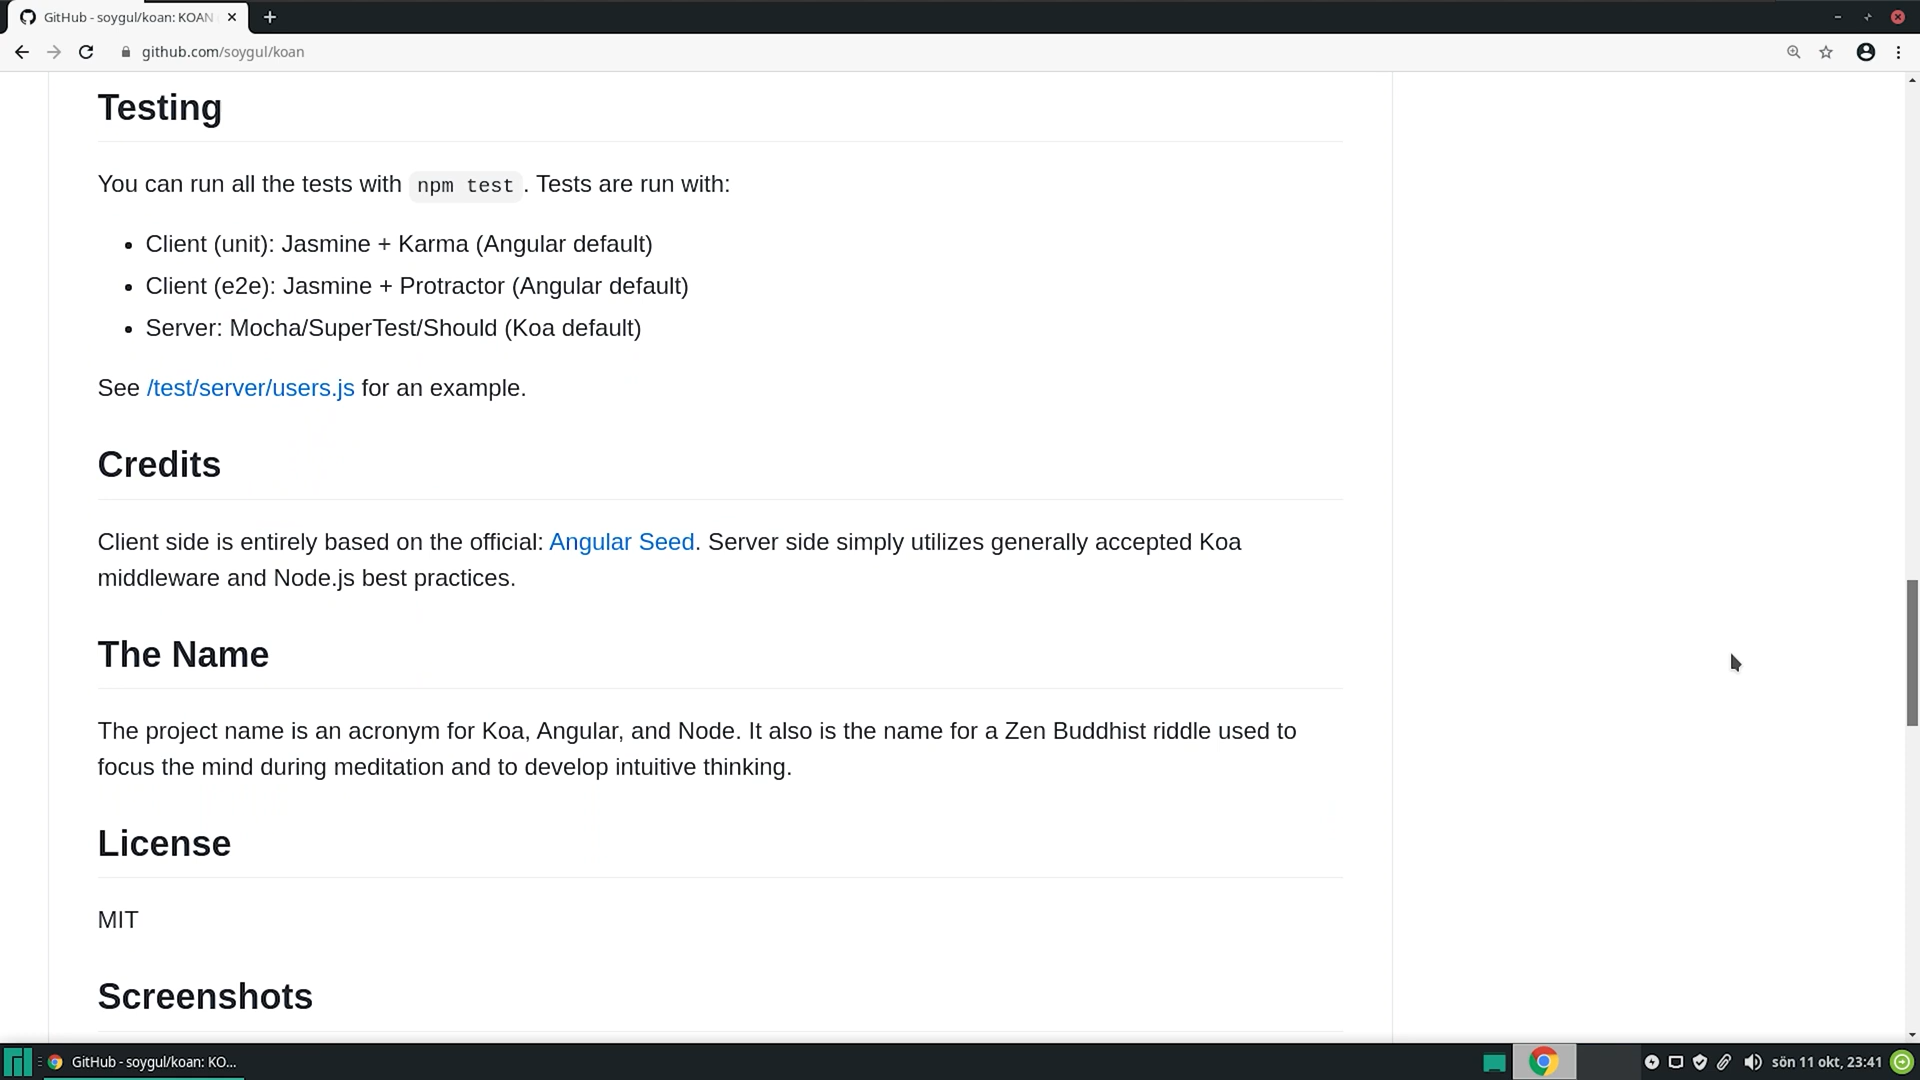 GitHub - soygul/koan: KOAN
github.com/soygul/koan
Testing
You can run all the tests with npm test . Tests are run with:
Client (unit): Jasmine + Karma (Angular default)
Client (e2e): Jasmine + Protractor (Angular default)
Server: Mocha/SuperTest/Should (Koa default)
See /test/server/users.js for an example.
Credits
Client side is entirely based on the official: Angular Seed. Server side simply utilizes generally accepted Koa
middleware and Node.js best practices.
The Name
The project name is an acronym for Koa, Angular, and Node. It also is the name for a Zen Buddhist riddle used to
focus the mind during meditation and to develop intuitive thinking.
License
MIT
Screenshots
GitHub - soygul/koan: KO...
sön 11 okt, 23:41